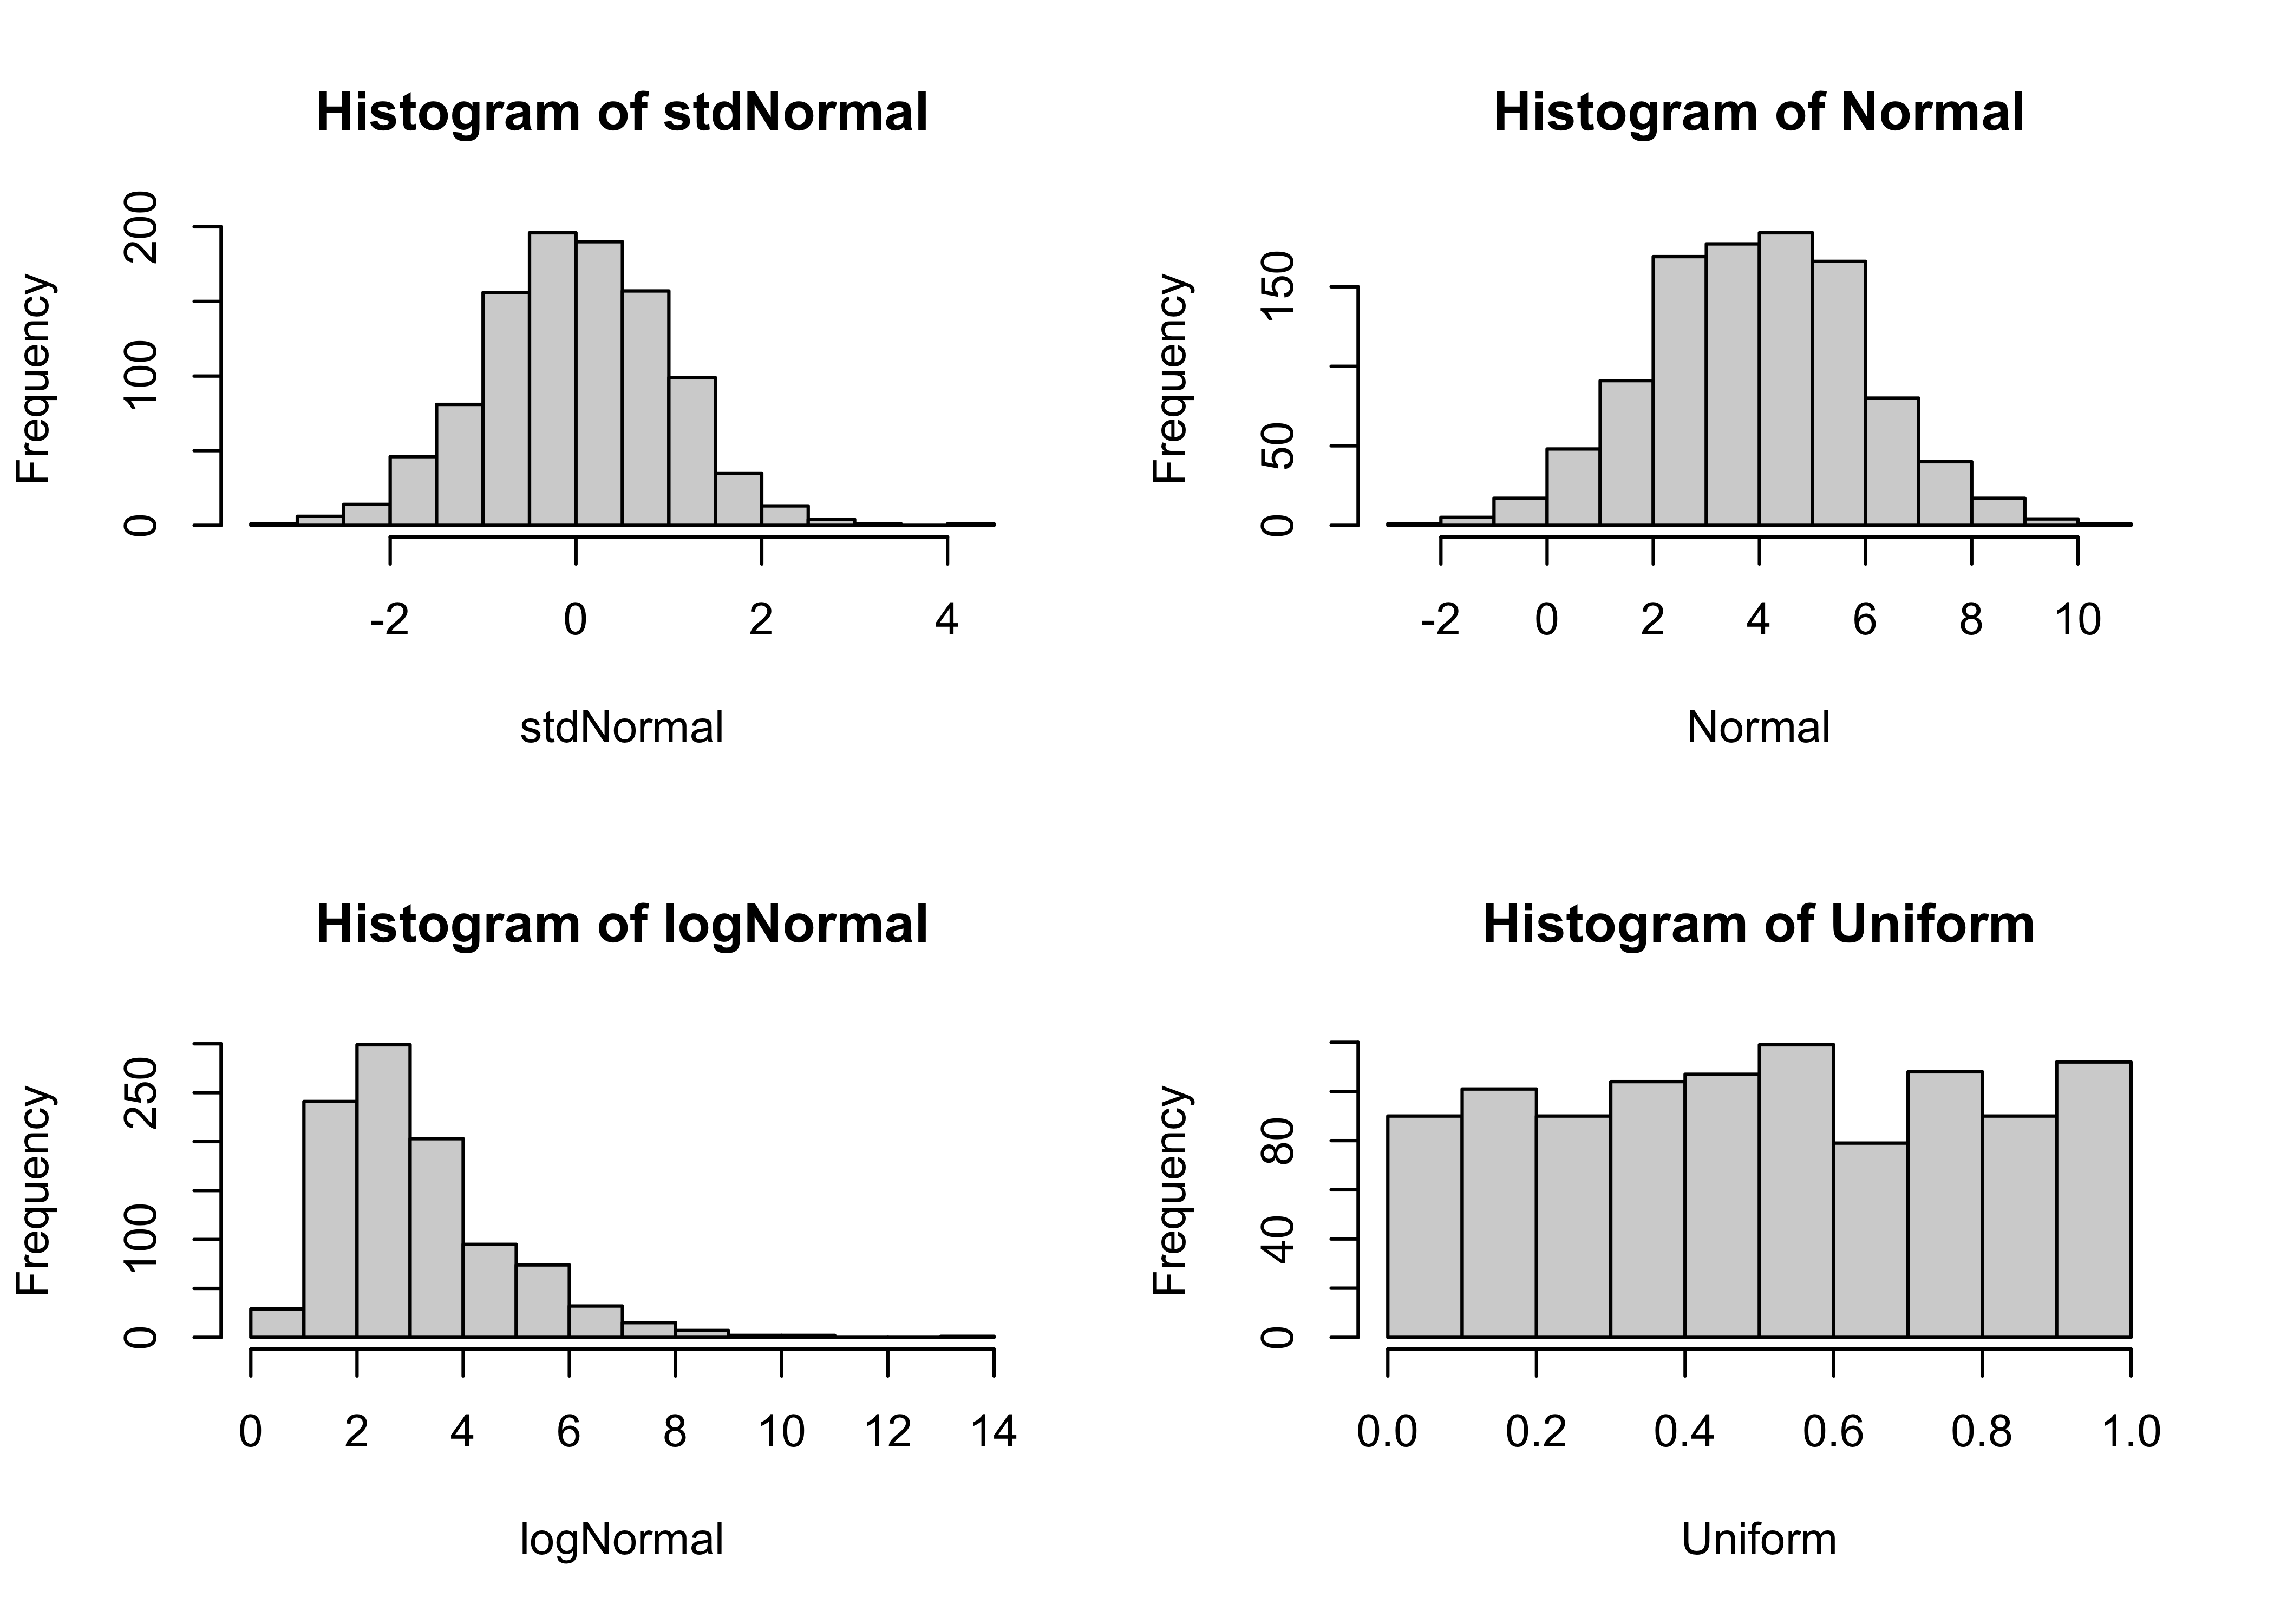 Histogram of stdNormal
Frequency
0 100 200
-2 0 2 4
stdNormal
Histogram of Normal
Frequency
0 50 150
-2 0 2 4 6 8 10
Normal
Histogram of logNormal
Frequency
0 100 250
0 2 4 6 8 10 12 14
logNormal
Histogram of Uniform
Frequency
0 40 80
0.0 0.2 0.4 0.6 0.8 1.0
Uniform